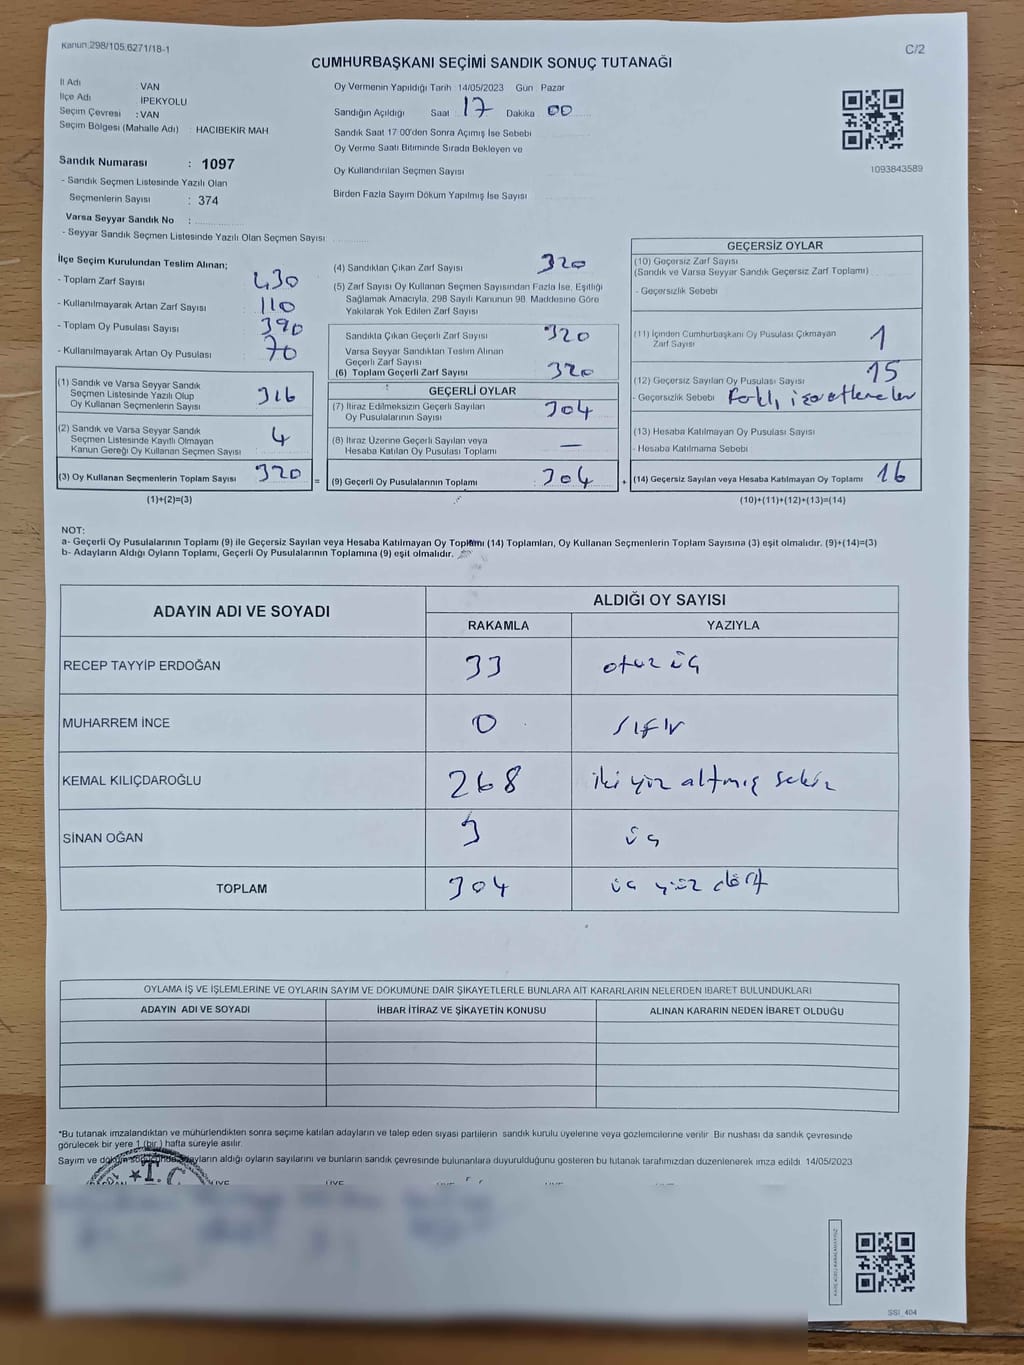 Kanun:298/105,6271/18-1
C/2
CUMHURBAŞKANI SEÇİMİ SANDIK SONUÇ TUTANAĞI
İl Adı : VAN
İlçe Adı : İPEKYOLU
Seçim Çevresi : VAN
Seçim Bölgesi (Mahalle Adı) : HACIBEKİR MAH
Sandık Numarası : 1097
- Sandık Seçmen Listesinde Yazılı Olan
Seçmenlerin Sayısı : 374
Varsa Seyyar Sandık No :
- Seyyar Sandık Seçmen Listesinde Yazılı Olan Seçmen Sayısı
Oy Vermenin Yapıldığı Tarih 14/05/2023 Gün Pazar
Sandığın Açıldığı Saat 17 Dakika 00
Sandık Saat 17:00'den Sonra Açımış İse Sebebi
Oy Verme Saati Bitiminde Sırada Bekleyen ve
Oy Kullandırılan Seçmen Sayısı
Birden Fazla Sayım Döküm Yapılmış İse Sayısı
1093843589
İlçe Seçim Kurulundan Teslim Alınan;
- Toplam Zarf Sayısı 430
- Kullanılmayarak Artan Zarf Sayısı 110
- Toplam Oy Pusulası Sayısı 390
- Kullanılmayarak Artan Oy Pusulası 70
(1) Sandık ve Varsa Seyyar Sandık
Seçmen Listesinde Yazılı Olup
Oy Kullanan Seçmenlerin Sayısı 316
(2) Sandık ve Varsa Seyyar Sandık
Seçmen Listesinde Kayıtlı Olmayan
Kanun Gereği Oy Kullanan Seçmen Sayısı 4
(3) Oy Kullanan Seçmenlerin Toplam Sayısı 320 =
(1)+(2)=(3)
(4) Sandıktan Çıkan Zarf Sayısı 320
(5) Zarf Sayısı Oy Kullanan Seçmen Sayısından Fazla İse, Eşitliği
Sağlamak Amacıyla, 298 Sayılı Kanunun 98. Maddesine Göre
Yakılarak Yok Edilen Zarf Sayısı
Sandıkta Çıkan Geçerli Zarf Sayısı 320
Varsa Seyyar Sandıktan Teslim Alınan
Geçerli Zarf Sayısı
(6) Toplam Geçerli Zarf Sayısı 320
GEÇERLİ OYLAR
(7) İtiraz Edilmeksizin Geçerli Sayılan
Oy Pusulalarının Sayısı 304
(8) İtiraz Üzerine Geçerli Sayılan veya
Hesaba Katılan Oy Pusulası Toplamı —
(9) Geçerli Oy Pusulalarının Toplamı : 304 +
GEÇERSİZ OYLAR
(10) Geçersiz Zarf Sayısı
(Sandık ve Varsa Seyyar Sandık Geçersiz Zarf Toplamı)
- Geçersizlik Sebebi
(11) İçinden Cumhurbaşkanı Oy Pusulası Çıkmayan
Zarf Sayısı 1
(12) Geçersiz Sayılan Oy Pusulası Sayısı 15
- Geçersizlik Sebebi Farklı işaretlemeler
(13) Hesaba Katılmayan Oy Pusulası Sayısı
- Hesaba Katılmama Sebebi
(14) Geçersiz Sayılan veya Hesaba Katılmayan Oy Toplamı 16
(10)+(11)+(12)+(13)=(14)
NOT:
a- Geçerli Oy Pusulalarının Toplamı (9) ile Geçersiz Sayılan veya Hesaba Katılmayan Oy Toplamı (14) Toplamları, Oy Kullanan Seçmenlerin Toplam Sayısına (3) eşit olmalıdır. (9)+(14)=(3)
b- Adayların Aldığı Oyların Toplamı, Geçerli Oy Pusulalarının Toplamına (9) eşit olmalıdır.
ADAYIN ADI VE SOYADI
ALDIĞI OY SAYISI
RAKAMLA YAZIYLA
RECEP TAYYİP ERDOĞAN 33 otuz üç
MUHARREM İNCE 0 sıfır
KEMAL KILIÇDAROĞLU 268 iki yüz altmış sekiz
SİNAN OĞAN 3 üç
TOPLAM 304 üç yüz dört
OYLAMA İŞ VE İŞLEMLERİNE VE OYLARIN SAYIM VE DÖKÜMÜNE DAİR ŞİKAYETLERLE BUNLARA AİT KARARLARIN NELERDEN İBARET BULUNDUKLARI
ADAYIN ADI VE SOYADI İHBAR İTİRAZ VE ŞİKAYETİN KONUSU ALINAN KARARIN NEDEN İBARET OLDUĞU
*Bu tutanak imzalandıktan ve mühürlendikten sonra seçime katılan adayların ve talep eden siyasi partilerin sandık kurulu üyelerine veya gözlemcilerine verilir. Bir nushası da sandık çevresinde
görülecek bir yere 1 (bir) hafta süreyle asılır.
Sayım ve döküm sonucunda adayların aldığı oyların sayılarını ve bunların sandık çevresinde bulunanlara duyurulduğunu gösteren bu tutanak tarafımızdan düzenlenerek imza edildi 14/05/2023
T.C.
SSI 404